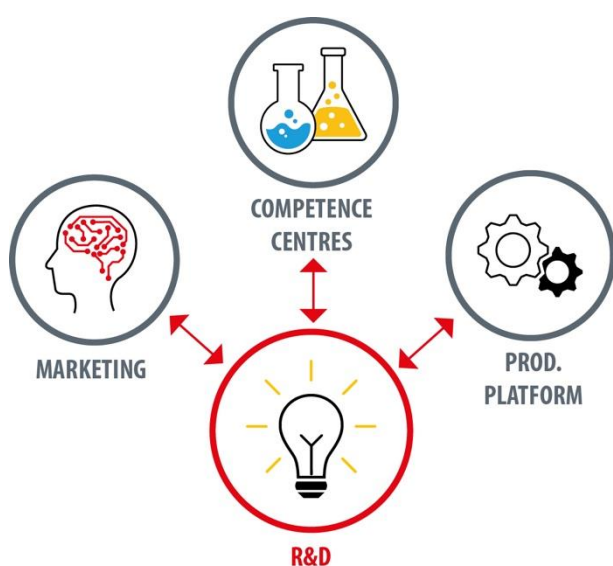 COMPETENCE
CENTRES
MARKETING
PROD.
PLATFORM
R&D